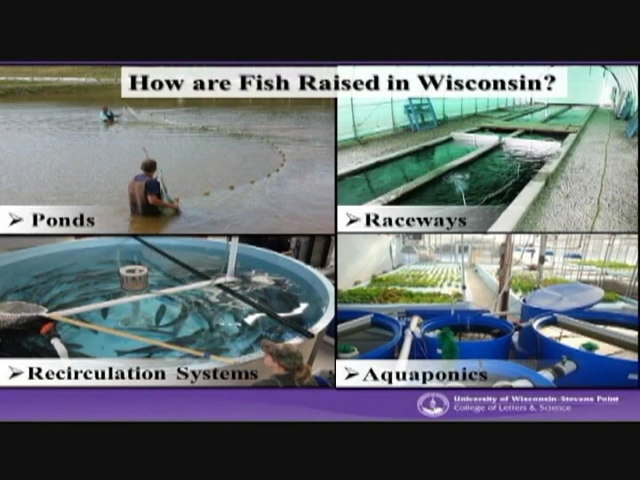 How are Fish Raised in Wisconsin?
➢ Ponds
➢ Raceways
➢ Recirculation Systems
➢ Aquaponics
University of Wisconsin-Stevens Point
College of Letters & Science